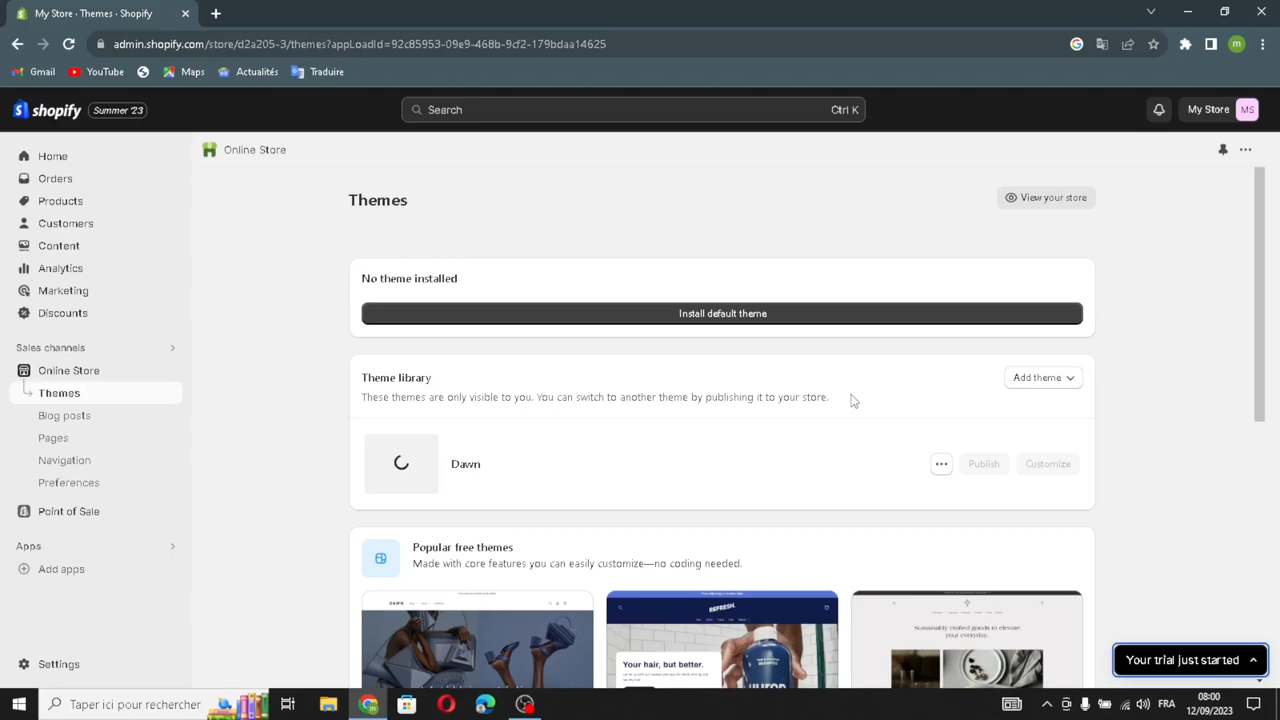 My Store · Themes · Shopify
admin.shopify.com/store/d2a205-3/themes?appLoadId=92c85953-09e9-468b-9cf2-179bdaa14625
Gmail
YouTube
Maps
Actualités
Traduire
shopify
Summer '23
Search
Ctrl K
My Store
MS
Home
Orders
Products
Customers
Content
Analytics
Marketing
Discounts
Sales channels
Online Store
Themes
Blog posts
Pages
Navigation
Preferences
Point of Sale
Apps
Add apps
Settings
Online Store
Themes
View your store
No theme installed
Install default theme
Theme library
Add theme
These themes are only visible to you. You can switch to another theme by publishing it to your store.
Dawn
Publish
Customize
Popular free themes
Made with core features you can easily customize—no coding needed.
DAWN
REFRESH.
Your hair, but better.
Sustainably crafted goods to elevate
your everyday.
Your trial just started
Taper ici pour rechercher
FRA
08:00
12/09/2023